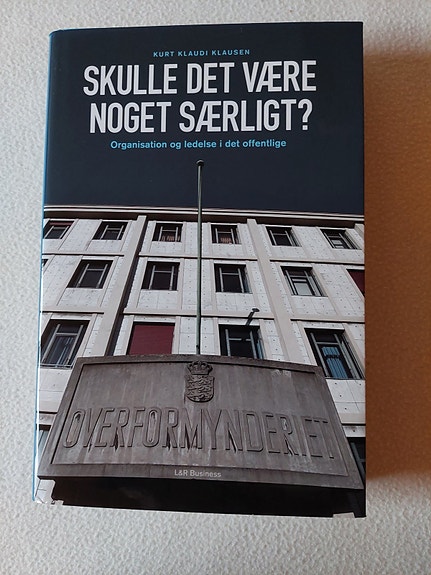 KURT KLAUDI KLAUSEN
SKULLE DET VÆRE
NOGET SÆRLIGT?
Organisation og ledelse i det offentlige
OVERFORMYNDERIET
L&R Business